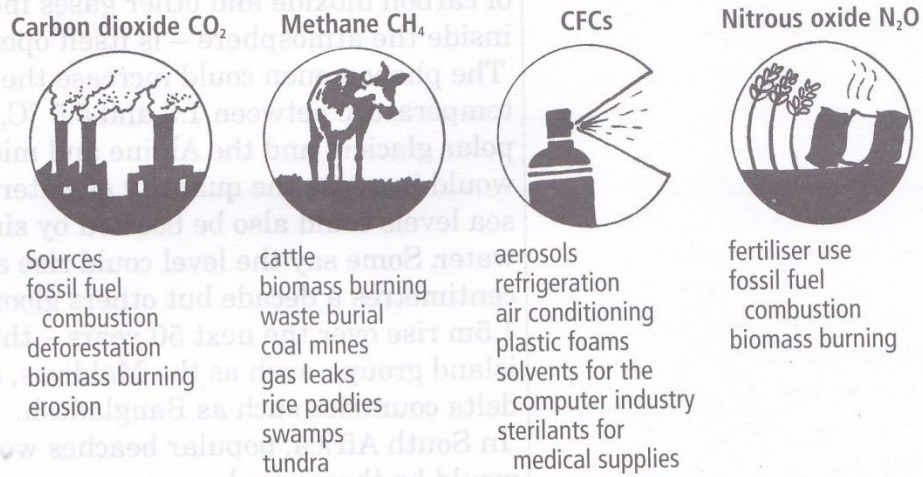 Carbon dioxide CO₂
Sources
fossil fuel
combustion
deforestation
biomass burning
erosion
Methane CH₄
cattle
biomass burning
waste burial
coal mines
gas leaks
rice paddies
swamps
tundra
CFCs
aerosols
refrigeration
air conditioning
plastic foams
solvents for the
computer industry
sterilants for
medical supplies
Nitrous oxide N₂O
fertiliser use
fossil fuel
combustion
biomass burning